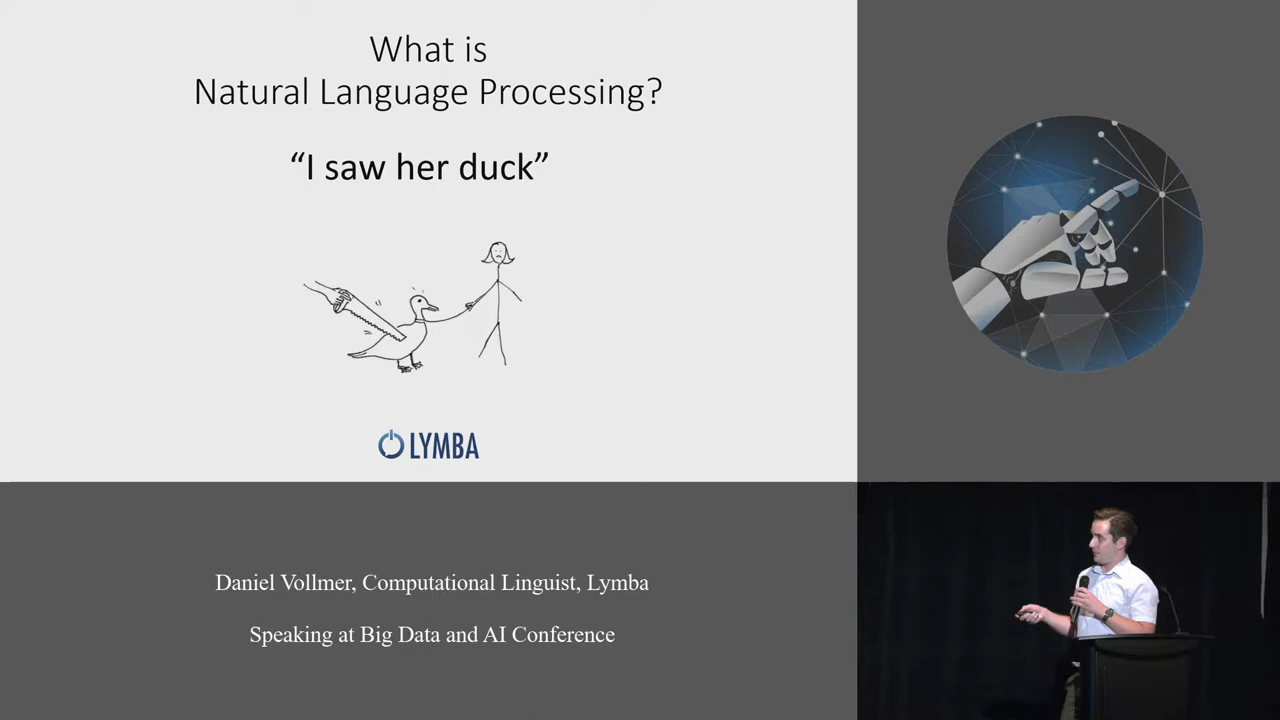 What is
Natural Language Processing?
“I saw her duck”
LYMBA
Daniel Vollmer, Computational Linguist, Lymba
Speaking at Big Data and AI Conference